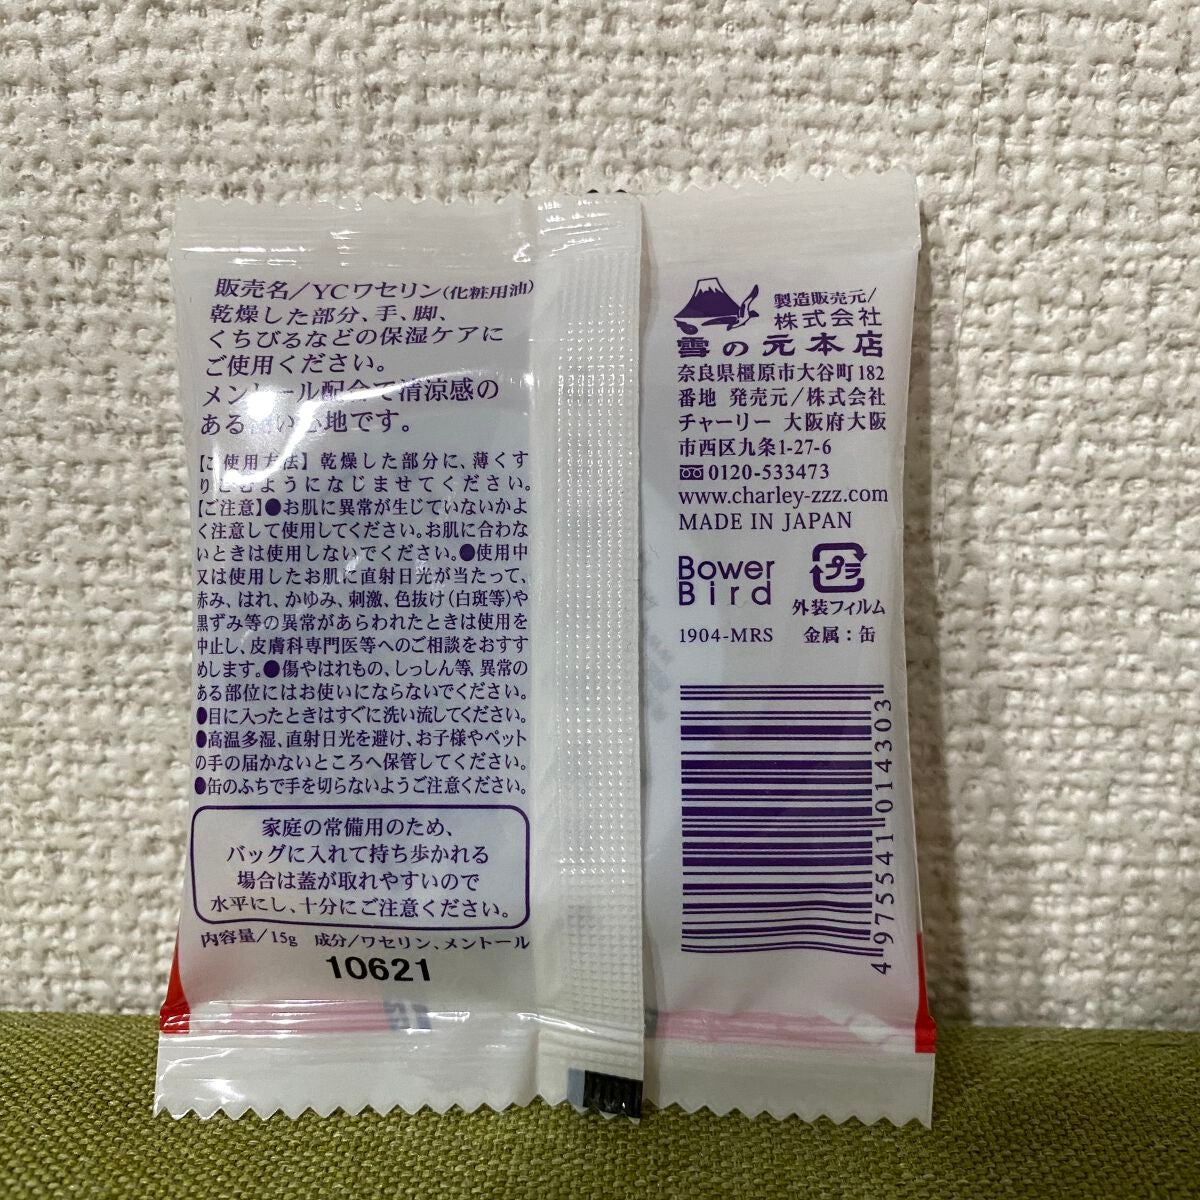 販売名/YCワセリン(化粧用油)
乾燥した部分、手、脚、
くちびるなどの保湿ケアに
ご使用ください。
メントール配合で清涼感の
ある い心地です。
【ご使用方法】乾燥した部分に、薄くす
り込むようになじませてください。
【ご注意】●お肌に異常が生じていないかよ
く注意して使用してください。お肌に合わな
いときは使用しないでください。●使用中
又は使用したお肌に直射日光が当たって、
赤み、はれ、かゆみ、刺激、色抜け(白斑等)や
黒ずみ等の異常があらわれたときは使用を
中止し、皮膚科専門医等へのご相談をおすす
めします。●傷やはれもの、しっしん等、異常の
ある部位にはお使いにならないでください。
●目に入ったときはすぐに洗い流してください。
●高温多湿、直射日光を避け、お子様やペット
の手の届かないところへ保管してください。
●缶のふちで手を切らないようご注意ください。
家庭の常備用のため、
バッグに入れて持ち歩かれる
場合は蓋が取れやすいので
水平にし、十分にご注意ください。
内容量/15g 成分/ワセリン、メントール
10621
製造販売元/
株式会社
雪の元本店
奈良県橿原市大谷町182
番地 発売元/株式会社
チャーリー 大阪府大阪
市西区九条1-27-6
0120-533473
www.charley-zzz.com
MADE IN JAPAN
Bower
Bird
プラ
外装フィルム
1904-MRS 金属:缶
4975541014303